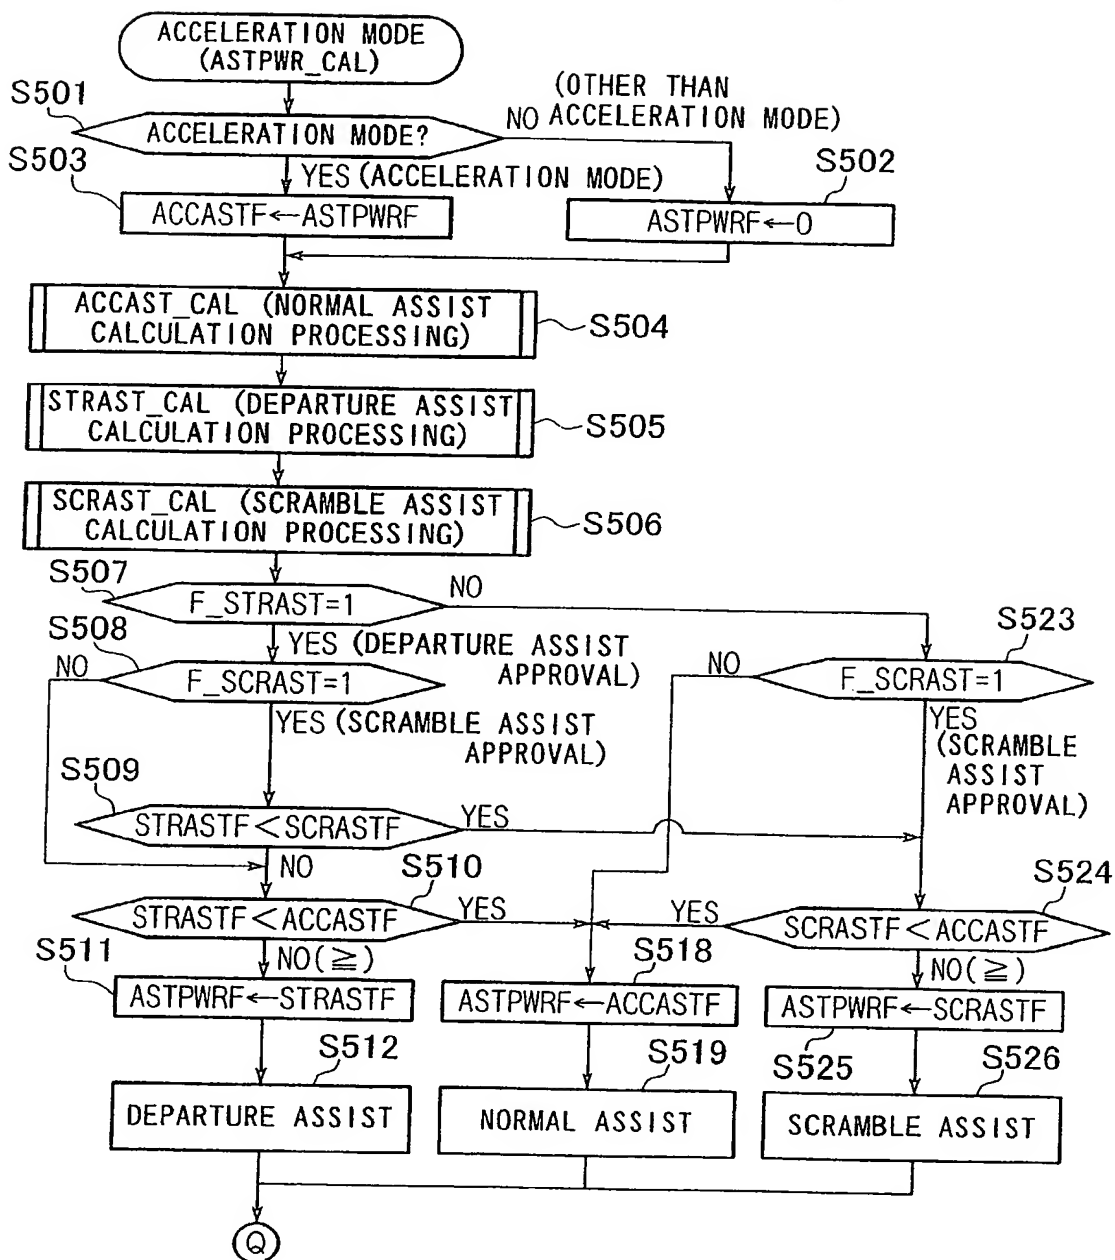 ACCELERATION MODE
(ASTPWR_CAL)
S501
ACCELERATION MODE?
NO
(OTHER THAN
ACCELERATION MODE)
S503
YES (ACCELERATION MODE)
S502
ACCASTF←ASTPWRF
ASTPWRF←0
ACCAST_CAL (NORMAL ASSIST
CALCULATION PROCESSING)
S504
STRAST_CAL (DEPARTURE ASSIST
CALCULATION PROCESSING)
S505
SCRAST_CAL (SCRAMBLE ASSIST
CALCULATION PROCESSING)
S506
S507
F_STRAST=1
NO
S508
YES (DEPARTURE ASSIST
APPROVAL)
S523
NO
F_SCRAST=1
NO
F_SCRAST=1
YES (SCRAMBLE ASSIST
APPROVAL)
YES
(SCRAMBLE
ASSIST
APPROVAL)
S509
STRASTF<SCRASTF
YES
NO
S510
S524
STRASTF<ACCASTF
YES
YES
SCRASTF<ACCASTF
S511
NO(≧)
S518
NO(≧)
ASTPWRF←STRASTF
ASTPWRF←ACCASTF
ASTPWRF←SCRASTF
S512
S519
S525
S526
DEPARTURE ASSIST
NORMAL ASSIST
SCRAMBLE ASSIST
Q